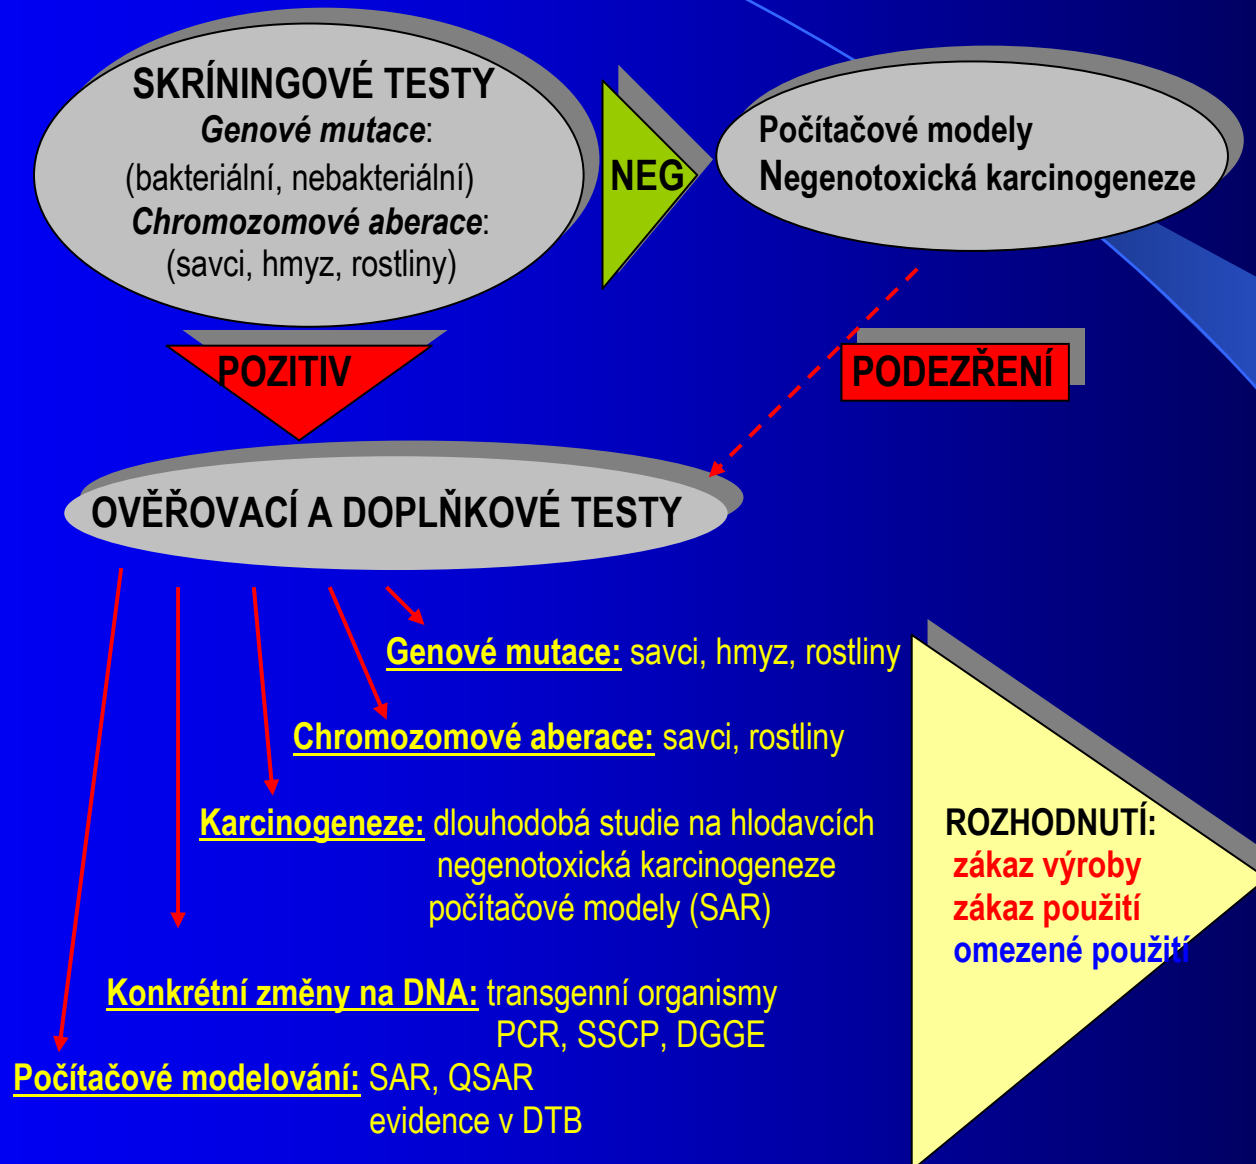 SKRÍNINGOVÉ TESTY
Genové mutace:
(bakteriální, nebakteriální)
Chromozomové aberace:
(savci, hmyz, rostliny)
NEG
Počítačové modely
Negenotoxická karcinogeneze
POZITIV
PODEZŘENÍ
OVĚŘOVACÍ A DOPLŇKOVÉ TESTY
Genové mutace: savci, hmyz, rostliny
Chromozomové aberace: savci, rostliny
Karcinogeneze: dlouhodobá studie na hlodavcích
negenotoxická karcinogeneze
počítačové modely (SAR)
Konkrétní změny na DNA: transgenní organismy
PCR, SSCP, DGGE
Počítačové modelování: SAR, QSAR
evidence v DTB
ROZHODNUTÍ:
zákaz výroby
zákaz použití
omezené použití